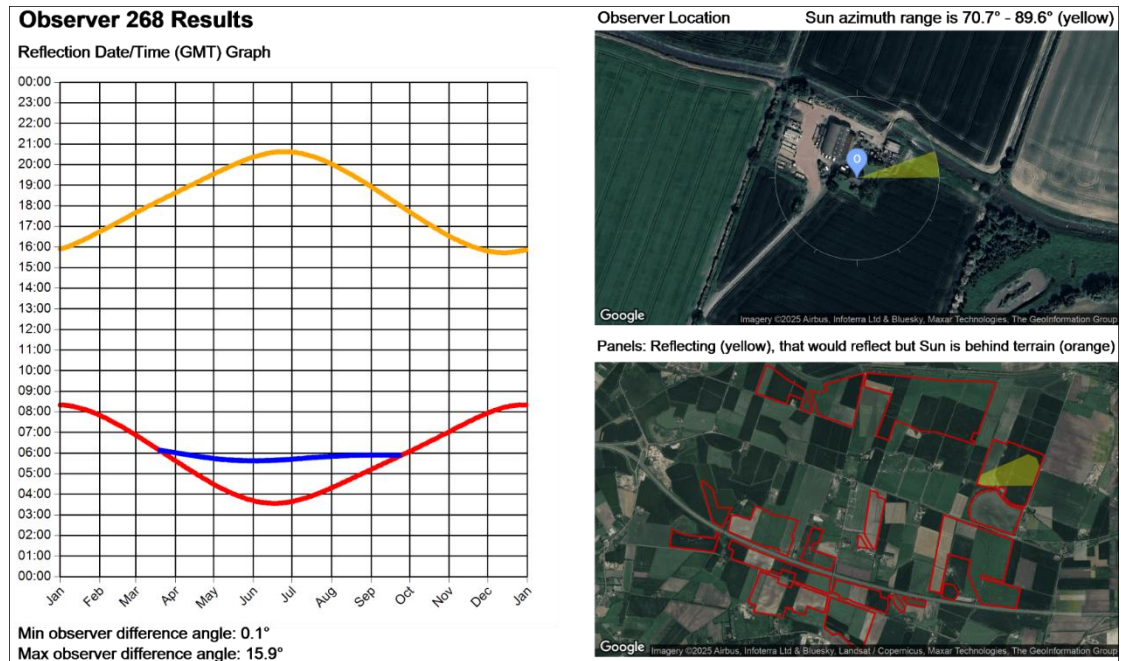 Observer 268 Results
Reflection Date/Time (GMT) Graph
00:00
23:00
22:00
21:00
20:00
19:00
18:00
17:00
16:00
15:00
14:00
13:00
12:00
11:00
10:00
09:00
08:00
07:00
06:00
05:00
04:00
03:00
02:00
01:00
00:00
Jan Feb Mar Apr May Jun Jul Aug Sep Oct Nov Dec Jan
Min observer difference angle: 0.1°
Max observer difference angle: 15.9°
Observer Location Sun azimuth range is 70.7° - 89.6° (yellow)
O
Google Imagery ©2025 Airbus, Infoterra Ltd & Bluesky, Maxar Technologies, The GeoInformation Group
Panels: Reflecting (yellow), that would reflect but Sun is behind terrain (orange)
Google Imagery ©2025 Airbus, Infoterra Ltd & Bluesky, Landsat / Copernicus, Maxar Technologies, The GeoInformation Group